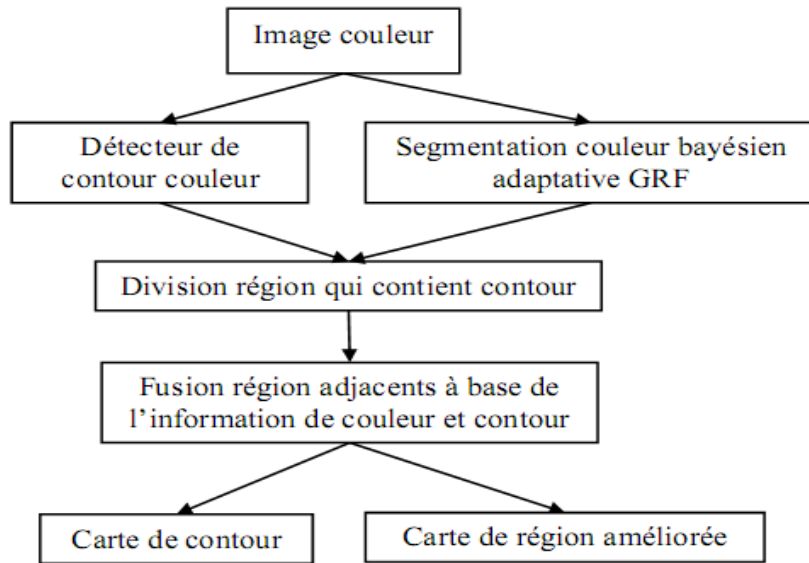 Image couleur
Détecteur de
contour couleur
Segmentation couleur bayésien
adaptative GRF
Division région qui contient contour
Fusion région adjacents à base de
l'information de couleur et contour
Carte de contour
Carte de région améliorée